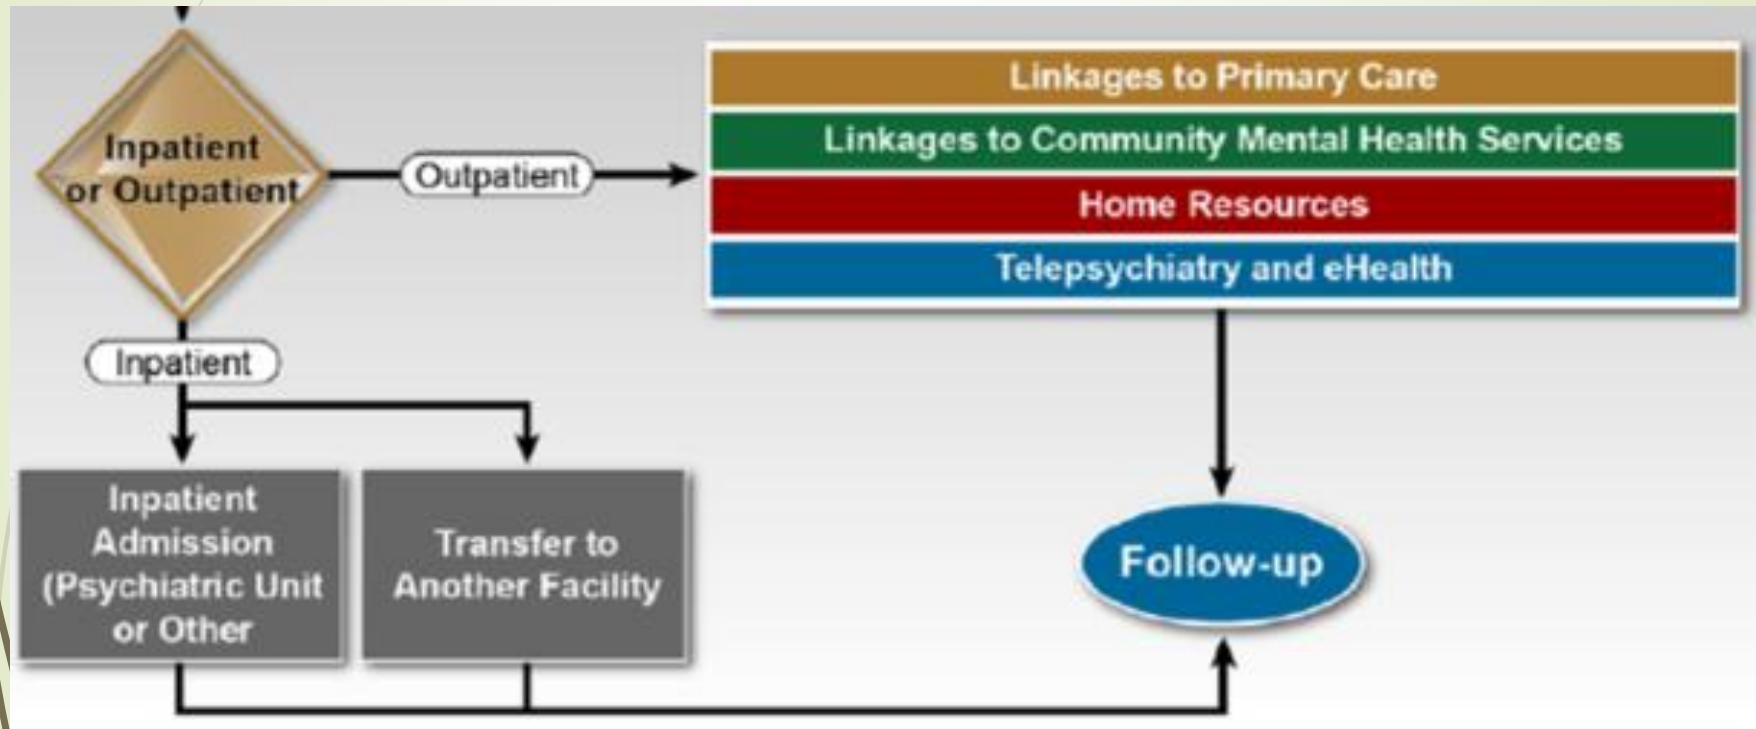 Inpatient
or Outpatient
Outpatient
Linkages to Primary Care
Linkages to Community Mental Health Services
Home Resources
Telepsychiatry and eHealth
Inpatient
Inpatient
Admission
(Psychiatric Unit
or Other
Transfer to
Another Facility
Follow-up